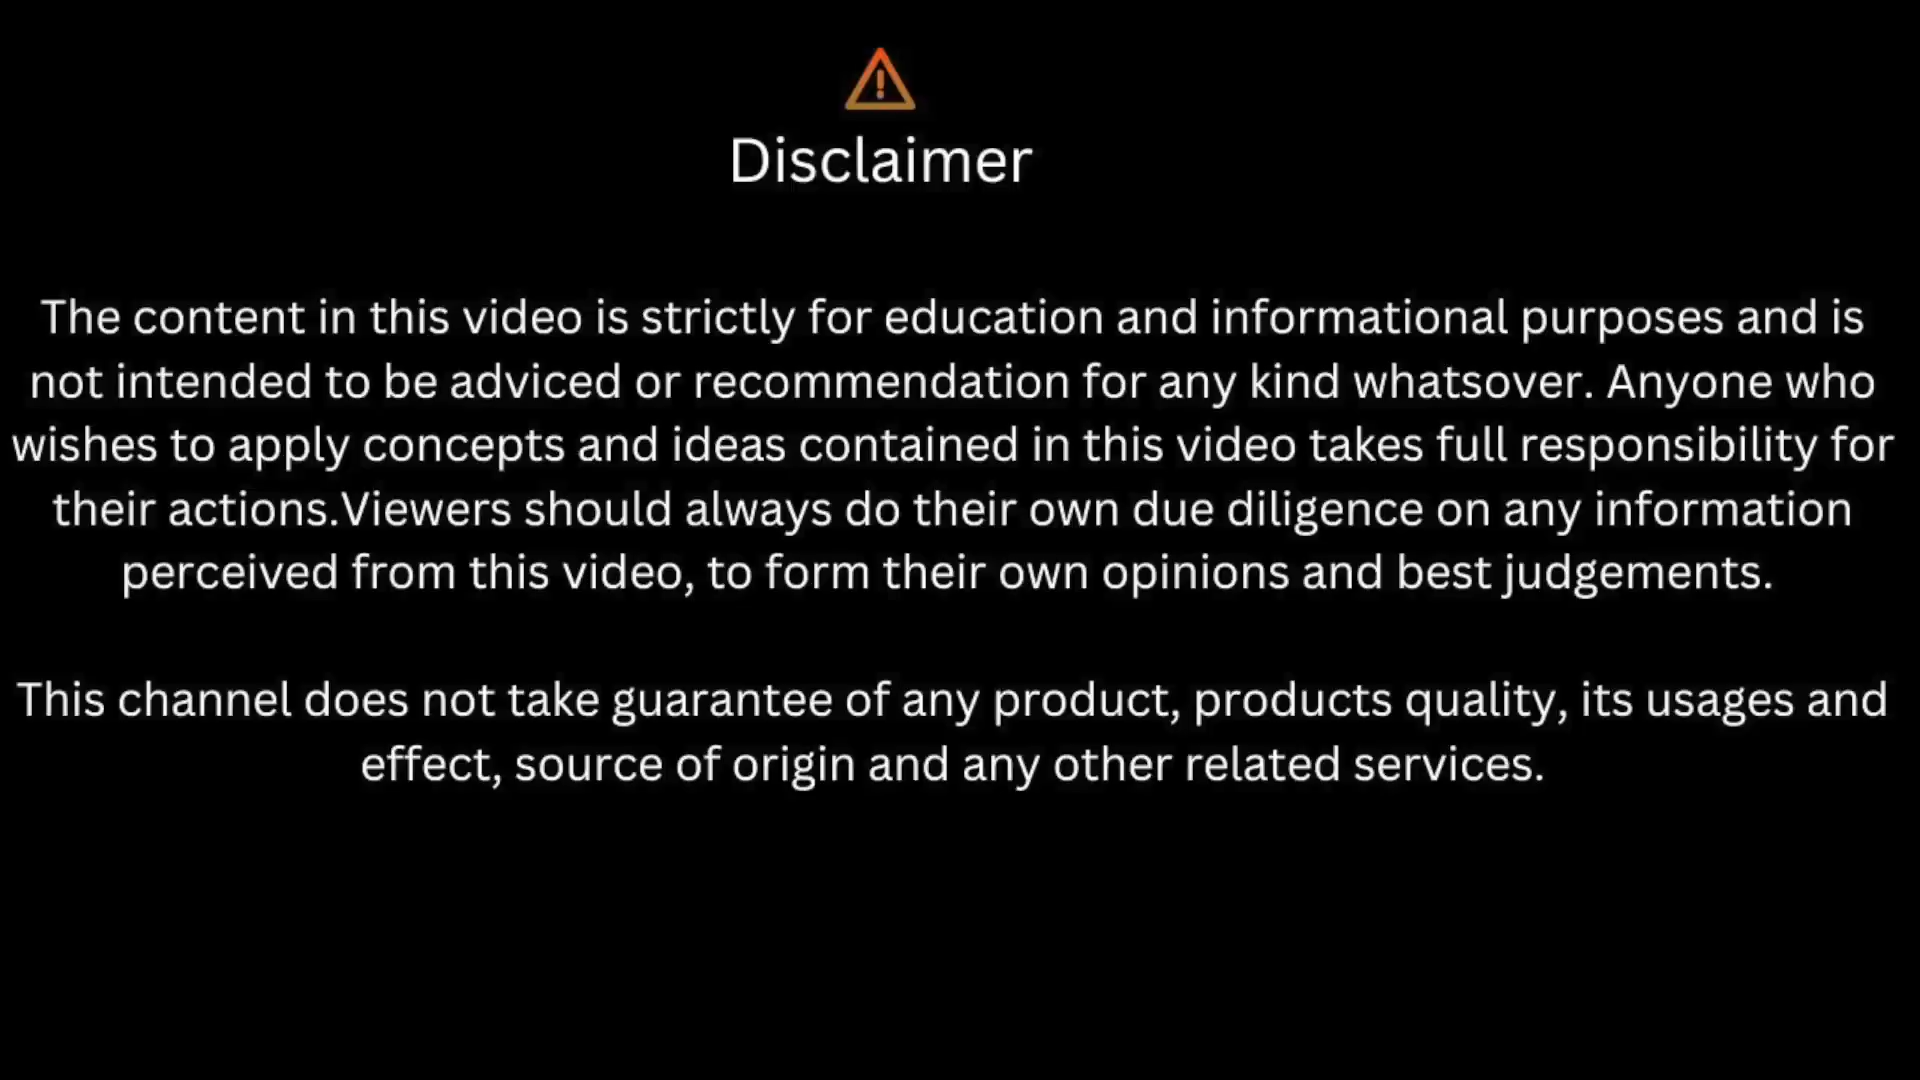 Disclaimer
The content in this video is strictly for education and informational purposes and is
not intended to be adviced or recommendation for any kind whatsover. Anyone who
wishes to apply concepts and ideas contained in this video takes full responsibility for
their actions.Viewers should always do their own due diligence on any information
perceived from this video, to form their own opinions and best judgements.
This channel does not take guarantee of any product, products quality, its usages and
effect, source of origin and any other related services.